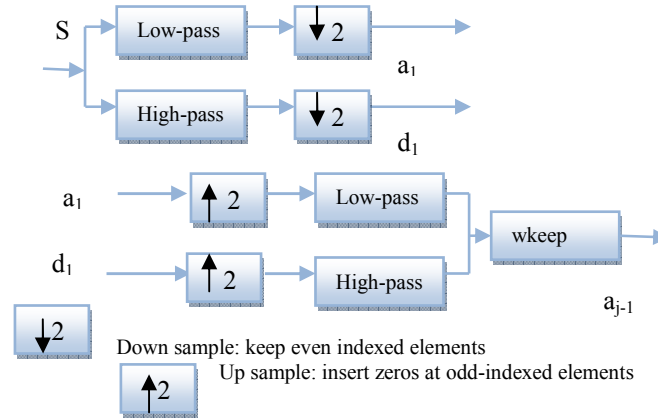 S
Low-pass
↓ 2
a₁
High-pass
↓ 2
d₁
a₁
↑ 2
Low-pass
wkeep
d₁
↑ 2
High-pass
aⱼ₋₁
↓ 2
Down sample: keep even indexed elements
↑ 2
Up sample: insert zeros at odd-indexed elements